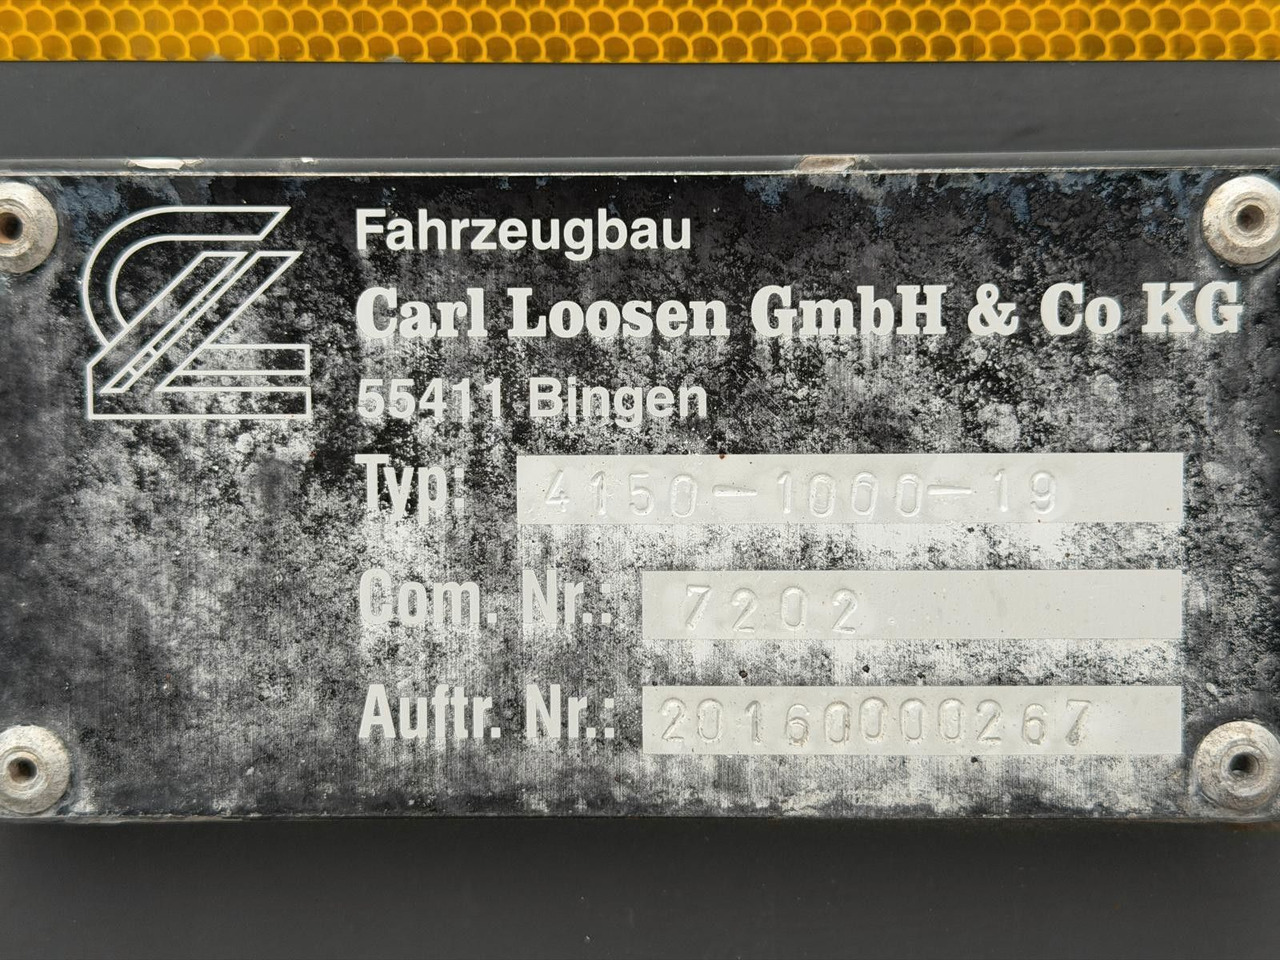 Fahrzeugbau
Carl Loosen GmbH & Co KG
55411 Bingen
Typ: 4150-1000-19
Com. Nr.: 7202
Auftr. Nr.: 20160000267